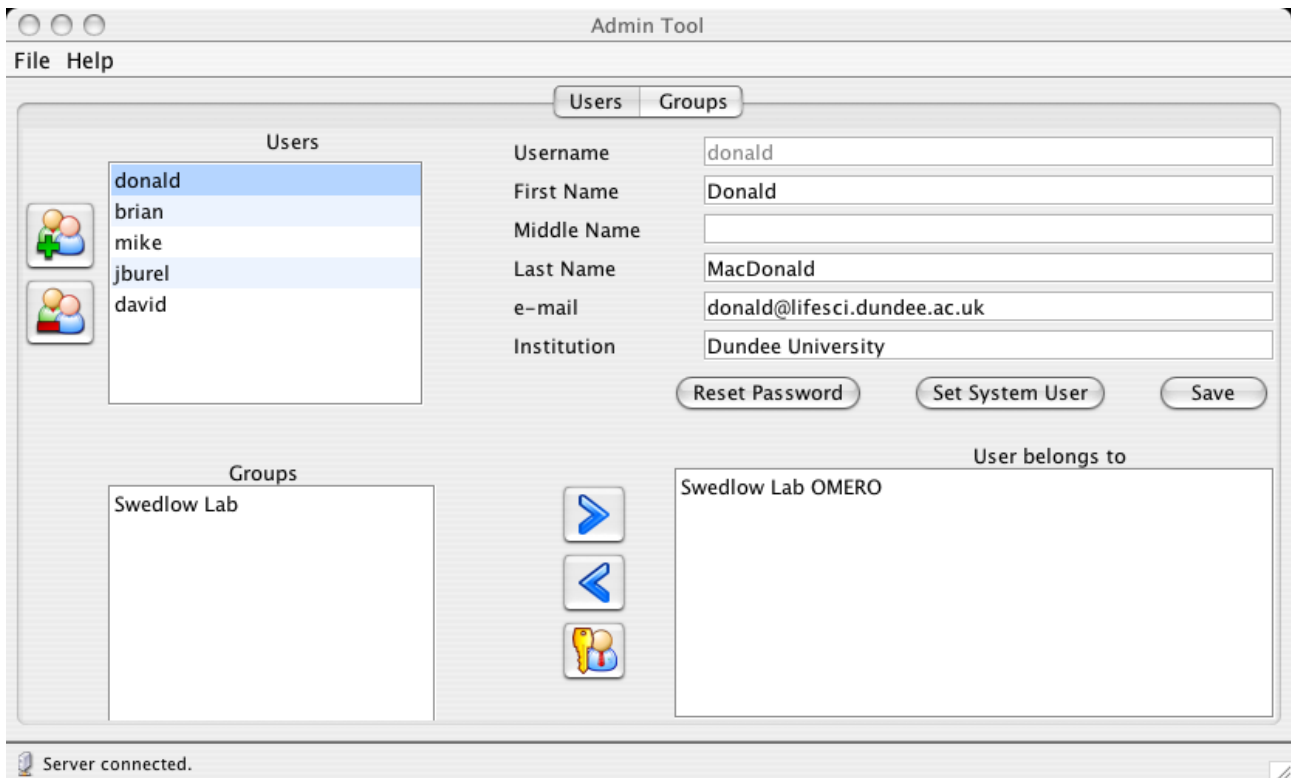 Admin Tool
File Help
Users Groups
Users
donald
brian
mike
jburel
david
Username donald
First Name Donald
Middle Name
Last Name MacDonald
e-mail donald@lifesci.dundee.ac.uk
Institution Dundee University
Reset Password Set System User Save
Groups
Swedlow Lab
User belongs to
Swedlow Lab OMERO
Server connected.